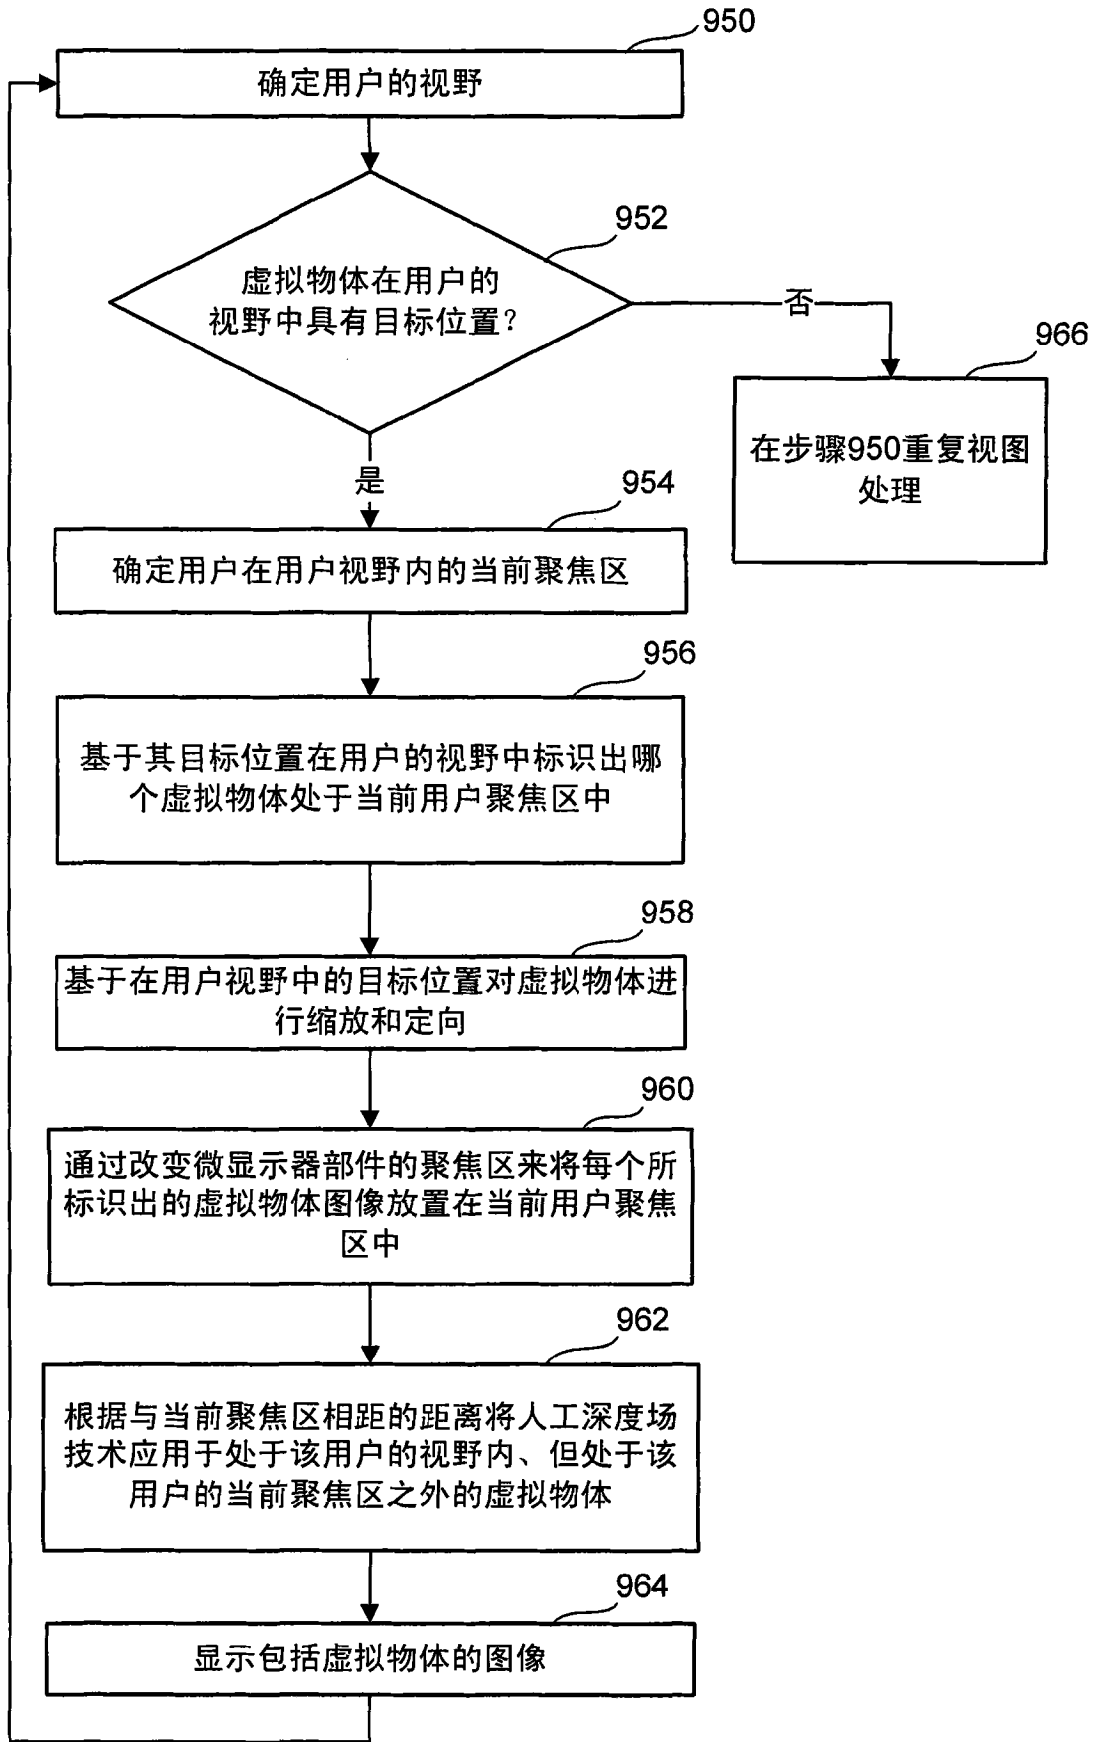 950
确定用户的视野
952
虚拟物体在用户的
视野中具有目标位置？
否
966
在步骤950重复视图
处理
是
954
确定用户在用户视野内的当前聚焦区
956
基于其目标位置在用户的视野中标识出哪
个虚拟物体处于当前用户聚焦区中
958
基于在用户视野中的目标位置对虚拟物体进
行缩放和定向
960
通过改变微显示器部件的聚焦区来将每个所
标识出的虚拟物体图像放置在当前用户聚焦
区中
962
根据与当前聚焦区相距的距离将人工深度场
技术应用于处于该用户的视野内、但处于该
用户的当前聚焦区之外的虚拟物体
964
显示包括虚拟物体的图像